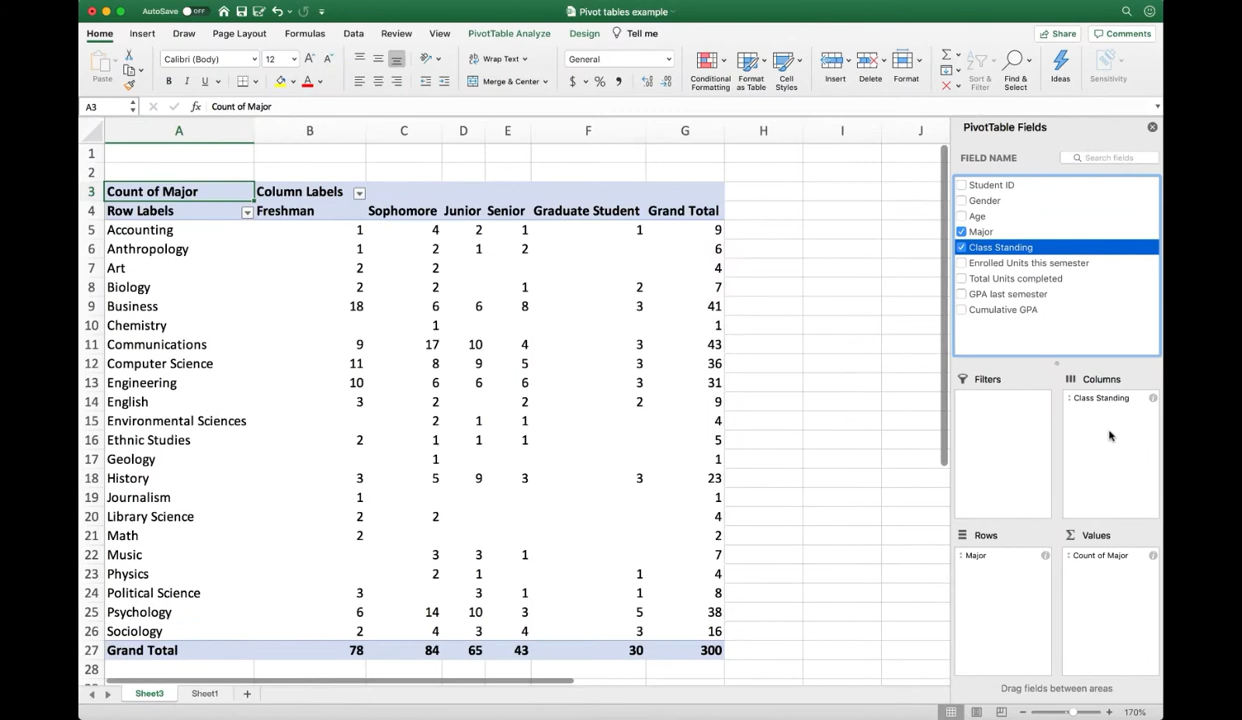 AutoSave OFF Pivot tables example
Home Insert Draw Page Layout Formulas Data Review View PivotTable Analyze Design Tell me Share Comments
Paste Calibri (Body) 12 Wrap Text General Conditional Formatting Format as Table Cell Styles Insert Delete Format Sort & Filter Find & Select Ideas Sensitivity
B I U A Merge & Center $ % 
A3 fx Count of Major PivotTable Fields
A B C D E F G H I J
FIELD NAME Search fields
1
2
3 Count of Major Column Labels
4 Row Labels Freshman Sophomore Junior Senior Graduate Student Grand Total
5 Accounting 1 4 2 1 1 9
6 Anthropology 1 2 1 2 6
7 Art 2 2 4
8 Biology 2 2 1 2 7
9 Business 18 6 6 8 3 41
10 Chemistry 1 1
11 Communications 9 17 10 4 3 43
12 Computer Science 11 8 9 5 3 36
13 Engineering 10 6 6 6 3 31
14 English 3 2 2 2 9
15 Environmental Sciences 2 1 1 4
16 Ethnic Studies 2 1 1 1 5
17 Geology 1 1
18 History 3 5 9 3 3 23
19 Journalism 1 1
20 Library Science 2 2 4
21 Math 2 2
22 Music 3 3 1 7
23 Physics 2 1 1 4
24 Political Science 3 3 1 1 8
25 Psychology 6 14 10 3 5 38
26 Sociology 2 4 3 4 3 16
27 Grand Total 78 84 65 43 30 300
28
Student ID
Gender
Age
Major
Class Standing
Enrolled Units this semester
Total Units completed
GPA last semester
Cumulative GPA
Filters Columns
Class Standing
Rows Values
Major Count of Major
Drag fields between areas
Sheet3 Sheet1 +
170%